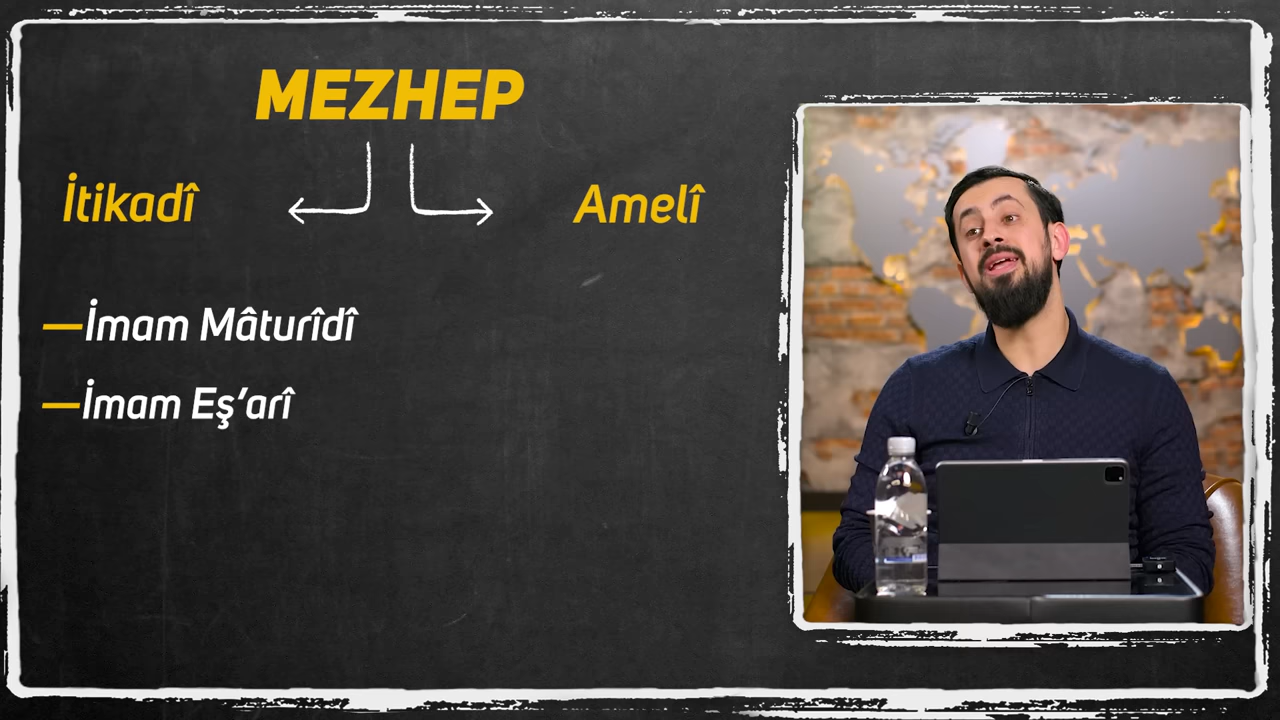 MEZHEP
İtikadî
Amelî
—İmam Mâturîdî
—İmam Eş'arî